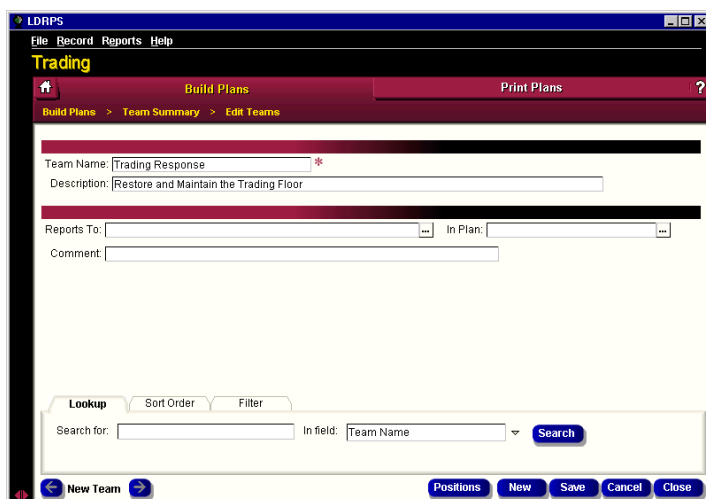 LDRPS
File Record Reports Help
Trading
Build Plans Print Plans ?
Build Plans > Team Summary > Edit Teams
Team Name: Trading Response *
Description: Restore and Maintain the Trading Floor
Reports To: ... In Plan: ...
Comment:
Lookup Sort Order Filter
Search for: In field: Team Name Search
New Team Positions New Save Cancel Close